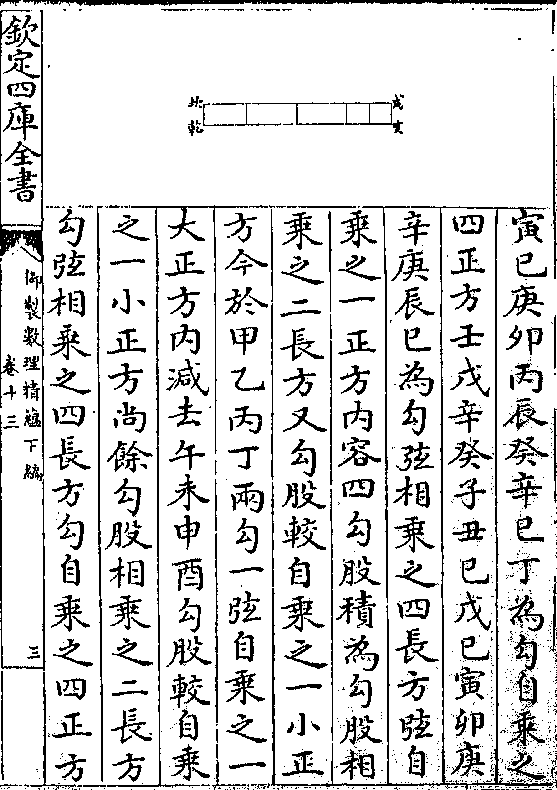 戌
亥
北
乾
寅巳庚卯丙辰癸辛巳丁為勾自乘之
四正方壬戊辛癸子丑巳戊巳寅卯庚
辛庚辰巳為勾弦相乘之四長方弦自
乘之一正方内容四勾股積為勾股相
乘之二長方又勾股較自乘之一小正
方今於甲乙丙丁兩勾一弦自乘之一
大正方内減去午未申酉勾股較自乘
之一小正方尚餘勾股相乘之二長方
勾弦相乘之四長方勾自乘之四正方
欽定四庫全書
御製數理精蘊下編
卷十三
三